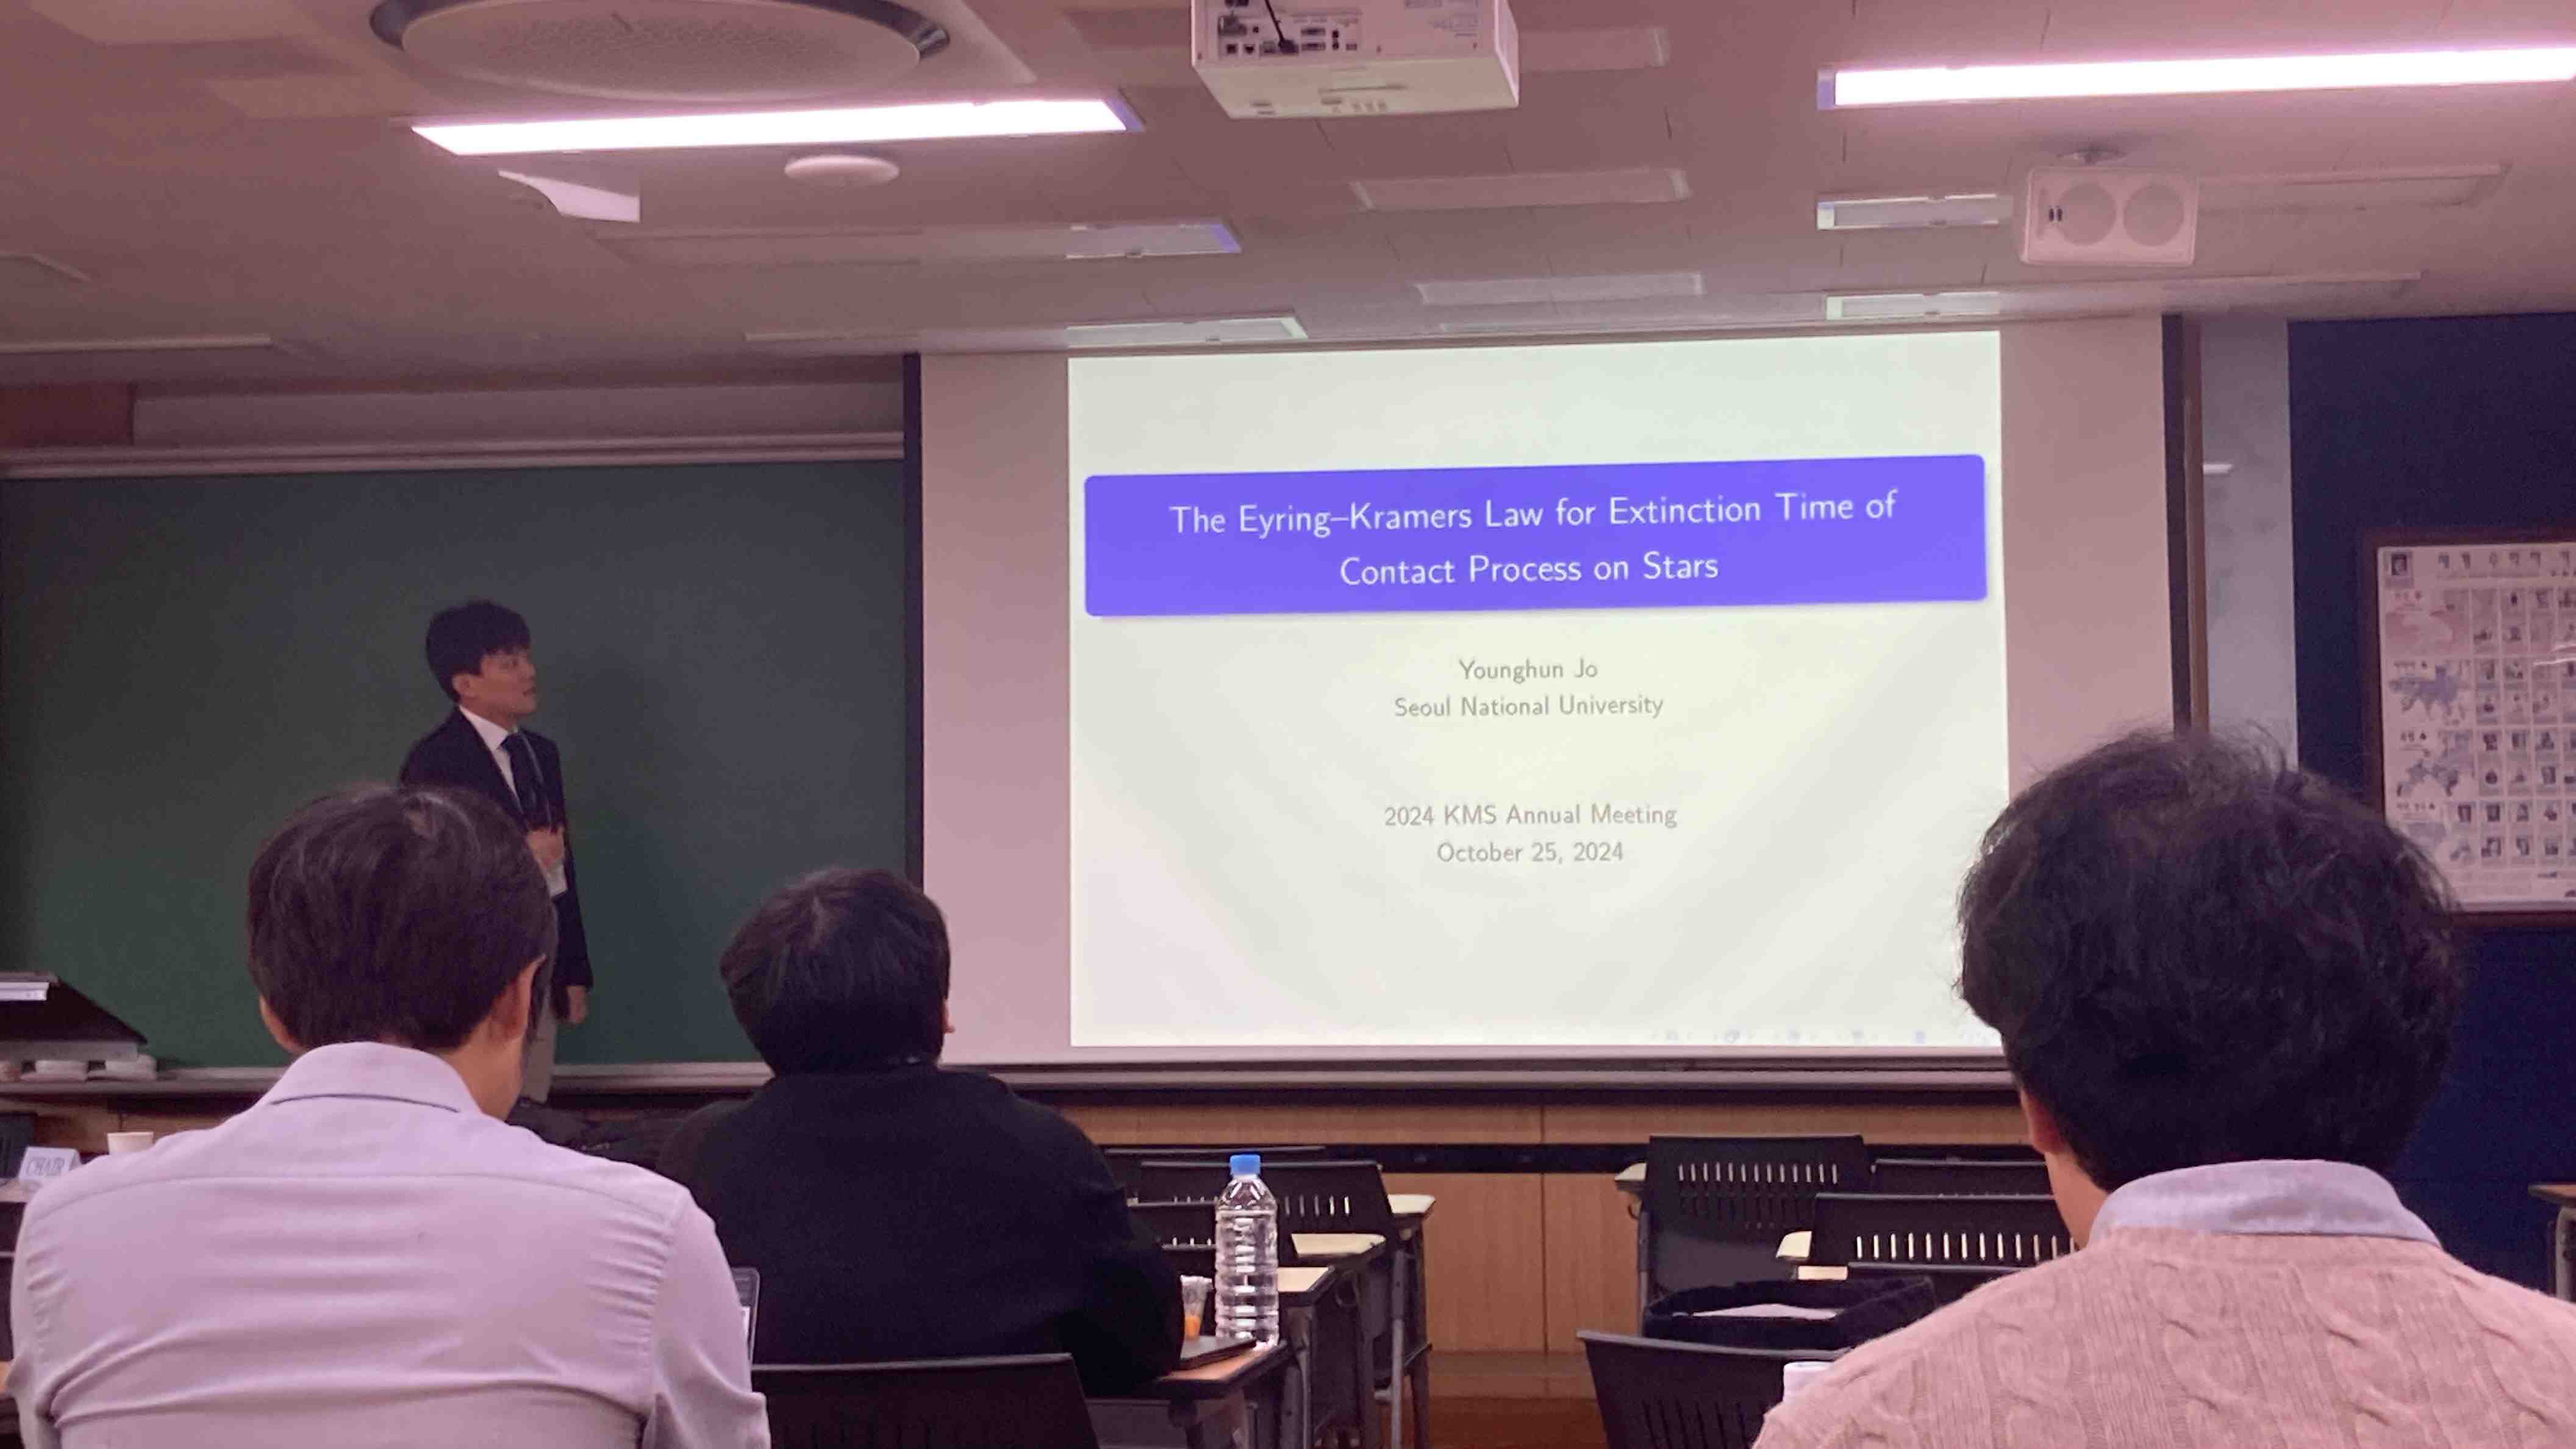 The Eyring–Kramers Law for Extinction Time of
Contact Process on Stars
Younghun Jo
Seoul National University
2024 KMS Annual Meeting
October 25, 2024
CHAIR